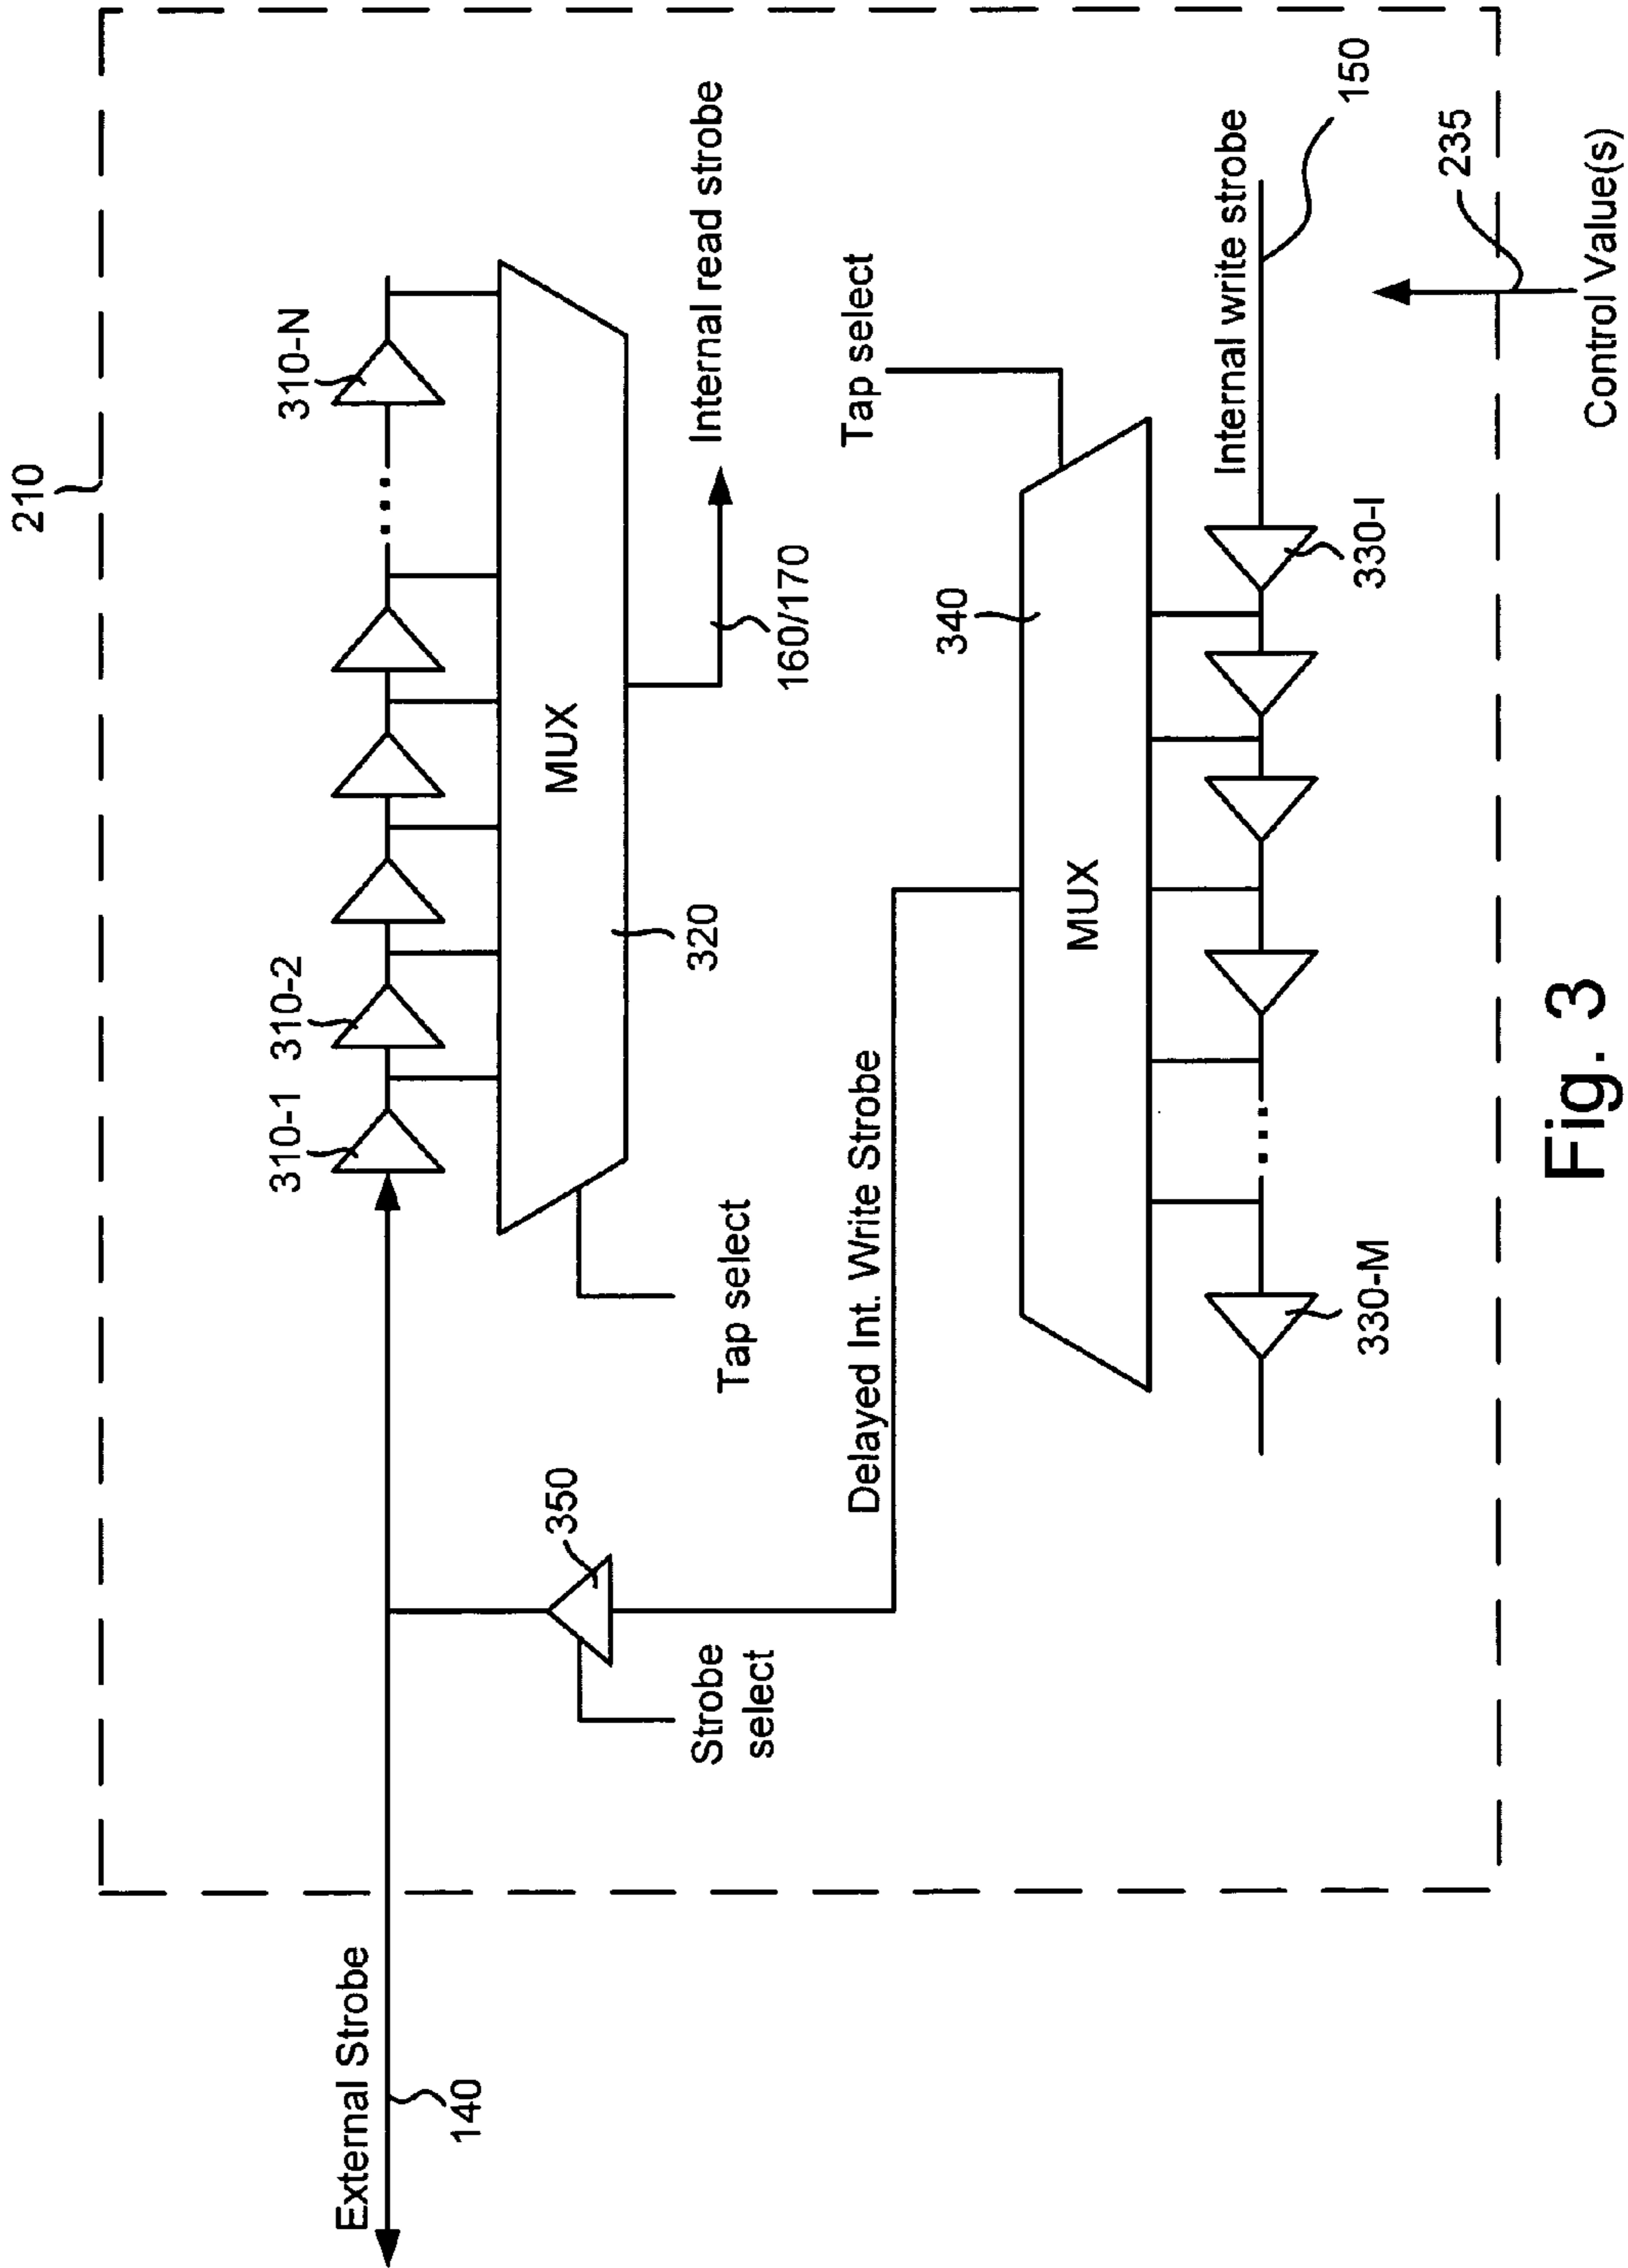 210
External Strobe
140
310-1
310-2
310-N
MUX
320
Tap select
160/170
Internal read strobe
350
Strobe
select
Delayed Int. Write Strobe
Tap select
340
MUX
Internal write strobe
150
330-I
330-M
235
Control Value(s)
Fig. 3